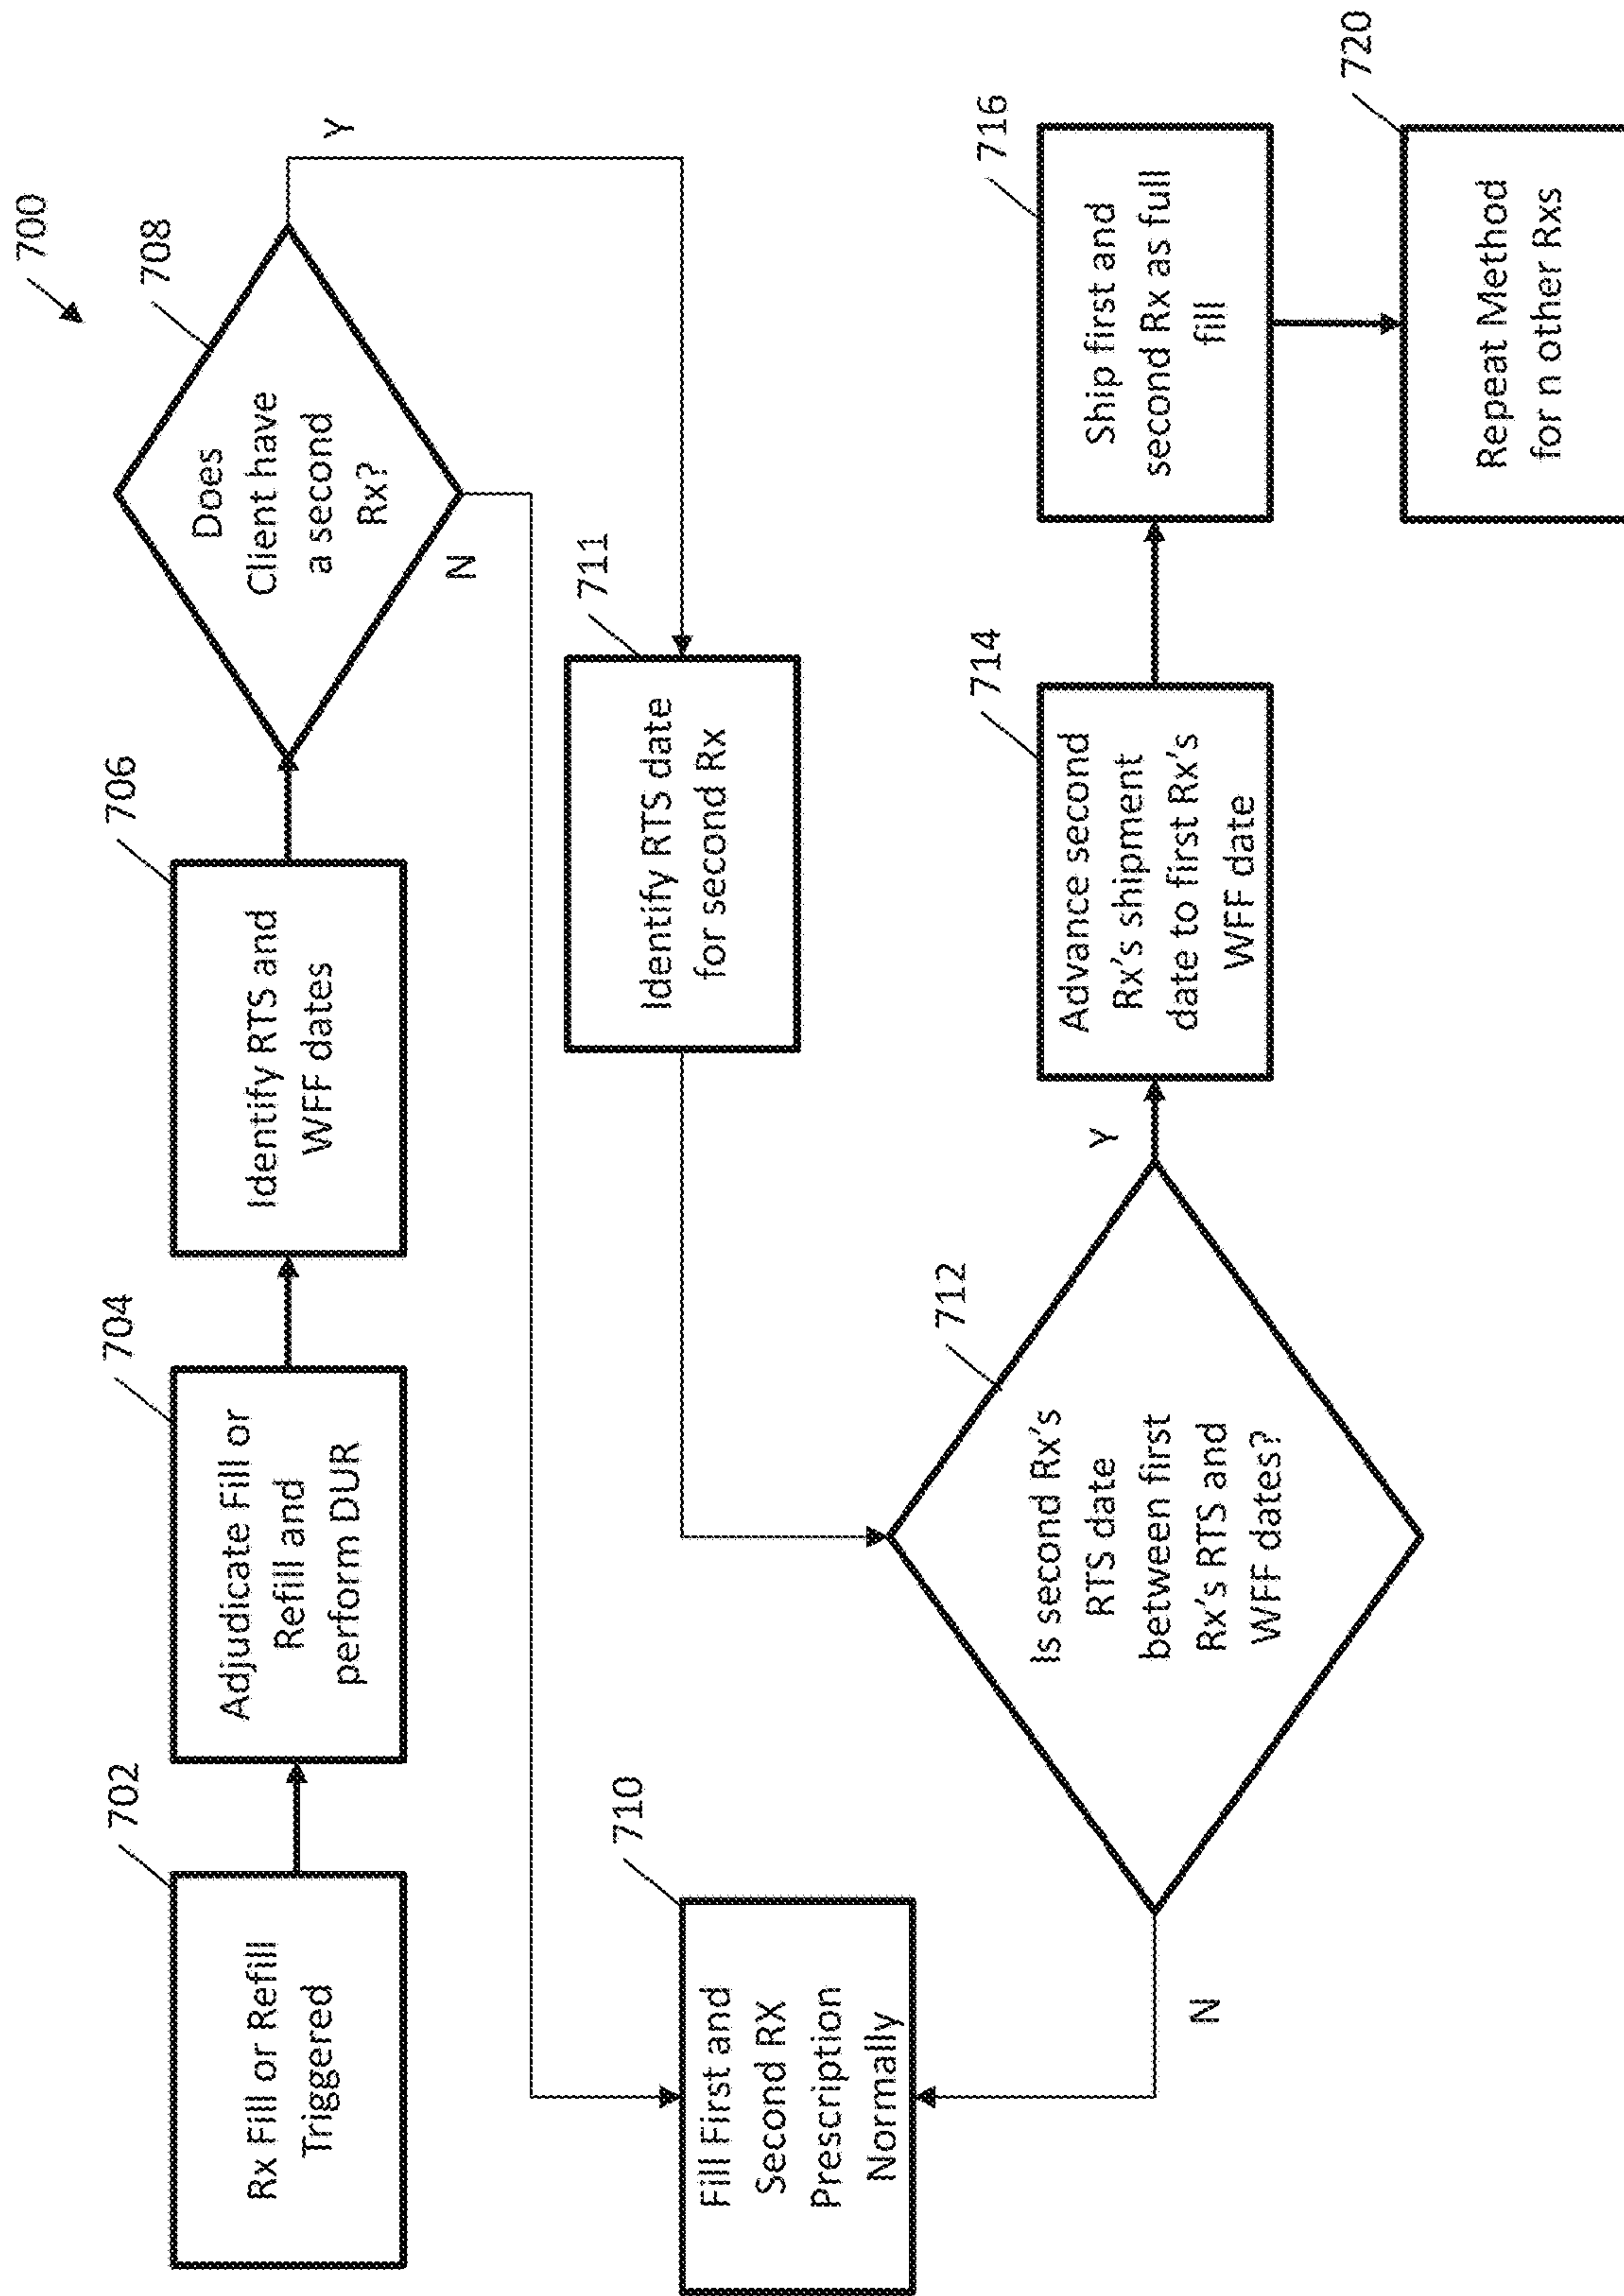 700
702
Rx Fill or Refill
Triggered
704
Adjudicate Fill or
Refill and
perform DUR
706
Identify RTS and
WFF dates
708
Does
Client have
a second
Rx?
Y
N
710
Fill First and
Second RX
Prescription
Normally
711
Identify RTS date
for second Rx
712
Is second Rx's
RTS date
between first
Rx's RTS and
WFF dates?
N
Y
714
Advance second
Rx's shipment
date to first Rx's
WFF date
716
Ship first and
second Rx as full
fill
720
Repeat Method
for n other Rxs